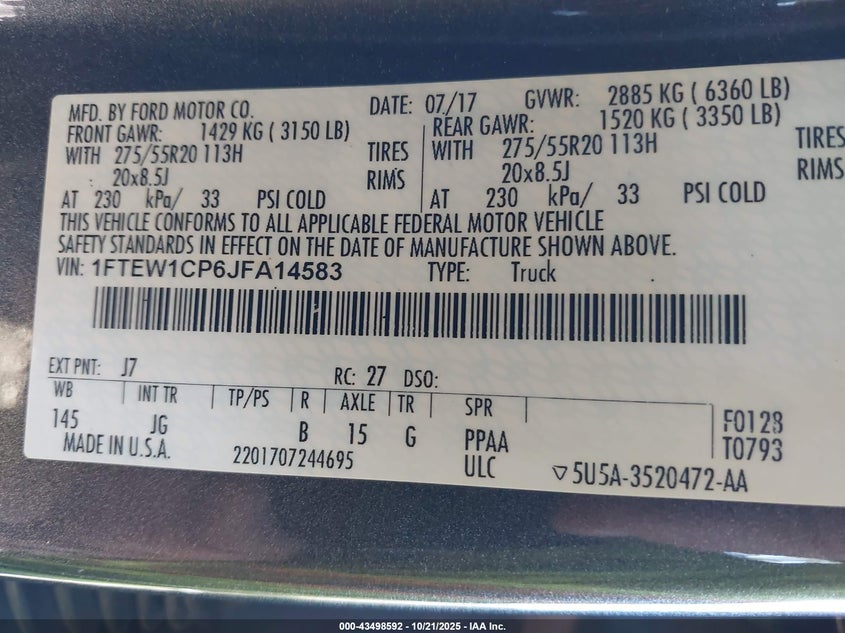 MFD. BY FORD MOTOR CO. DATE: 07/17 GVWR: 2885 KG ( 6360 LB)
FRONT GAWR: 1429 KG ( 3150 LB) REAR GAWR: 1520 KG ( 3350 LB)
WITH 275/55R20 113H TIRES WITH 275/55R20 113H TIRES
20x8.5J RIMS 20x8.5J RIMS
AT 230 kPa/ 33 PSI COLD AT 230 kPa/ 33 PSI COLD
THIS VEHICLE CONFORMS TO ALL APPLICABLE FEDERAL MOTOR VEHICLE
SAFETY STANDARDS IN EFFECT ON THE DATE OF MANUFACTURE SHOWN ABOVE.
VIN: 1FTEW1CP6JFA14583 TYPE: Truck
EXT PNT: J7 RC: 27 DSO:
WB INT TR TP/PS R AXLE TR SPR
145 JG B 15 G PPAA F0128
MADE IN U.S.A. 2201707244695 ULC T0793
▽5U5A-3520472-AA
000-43498592 - 10/21/2025 - IAA Inc.